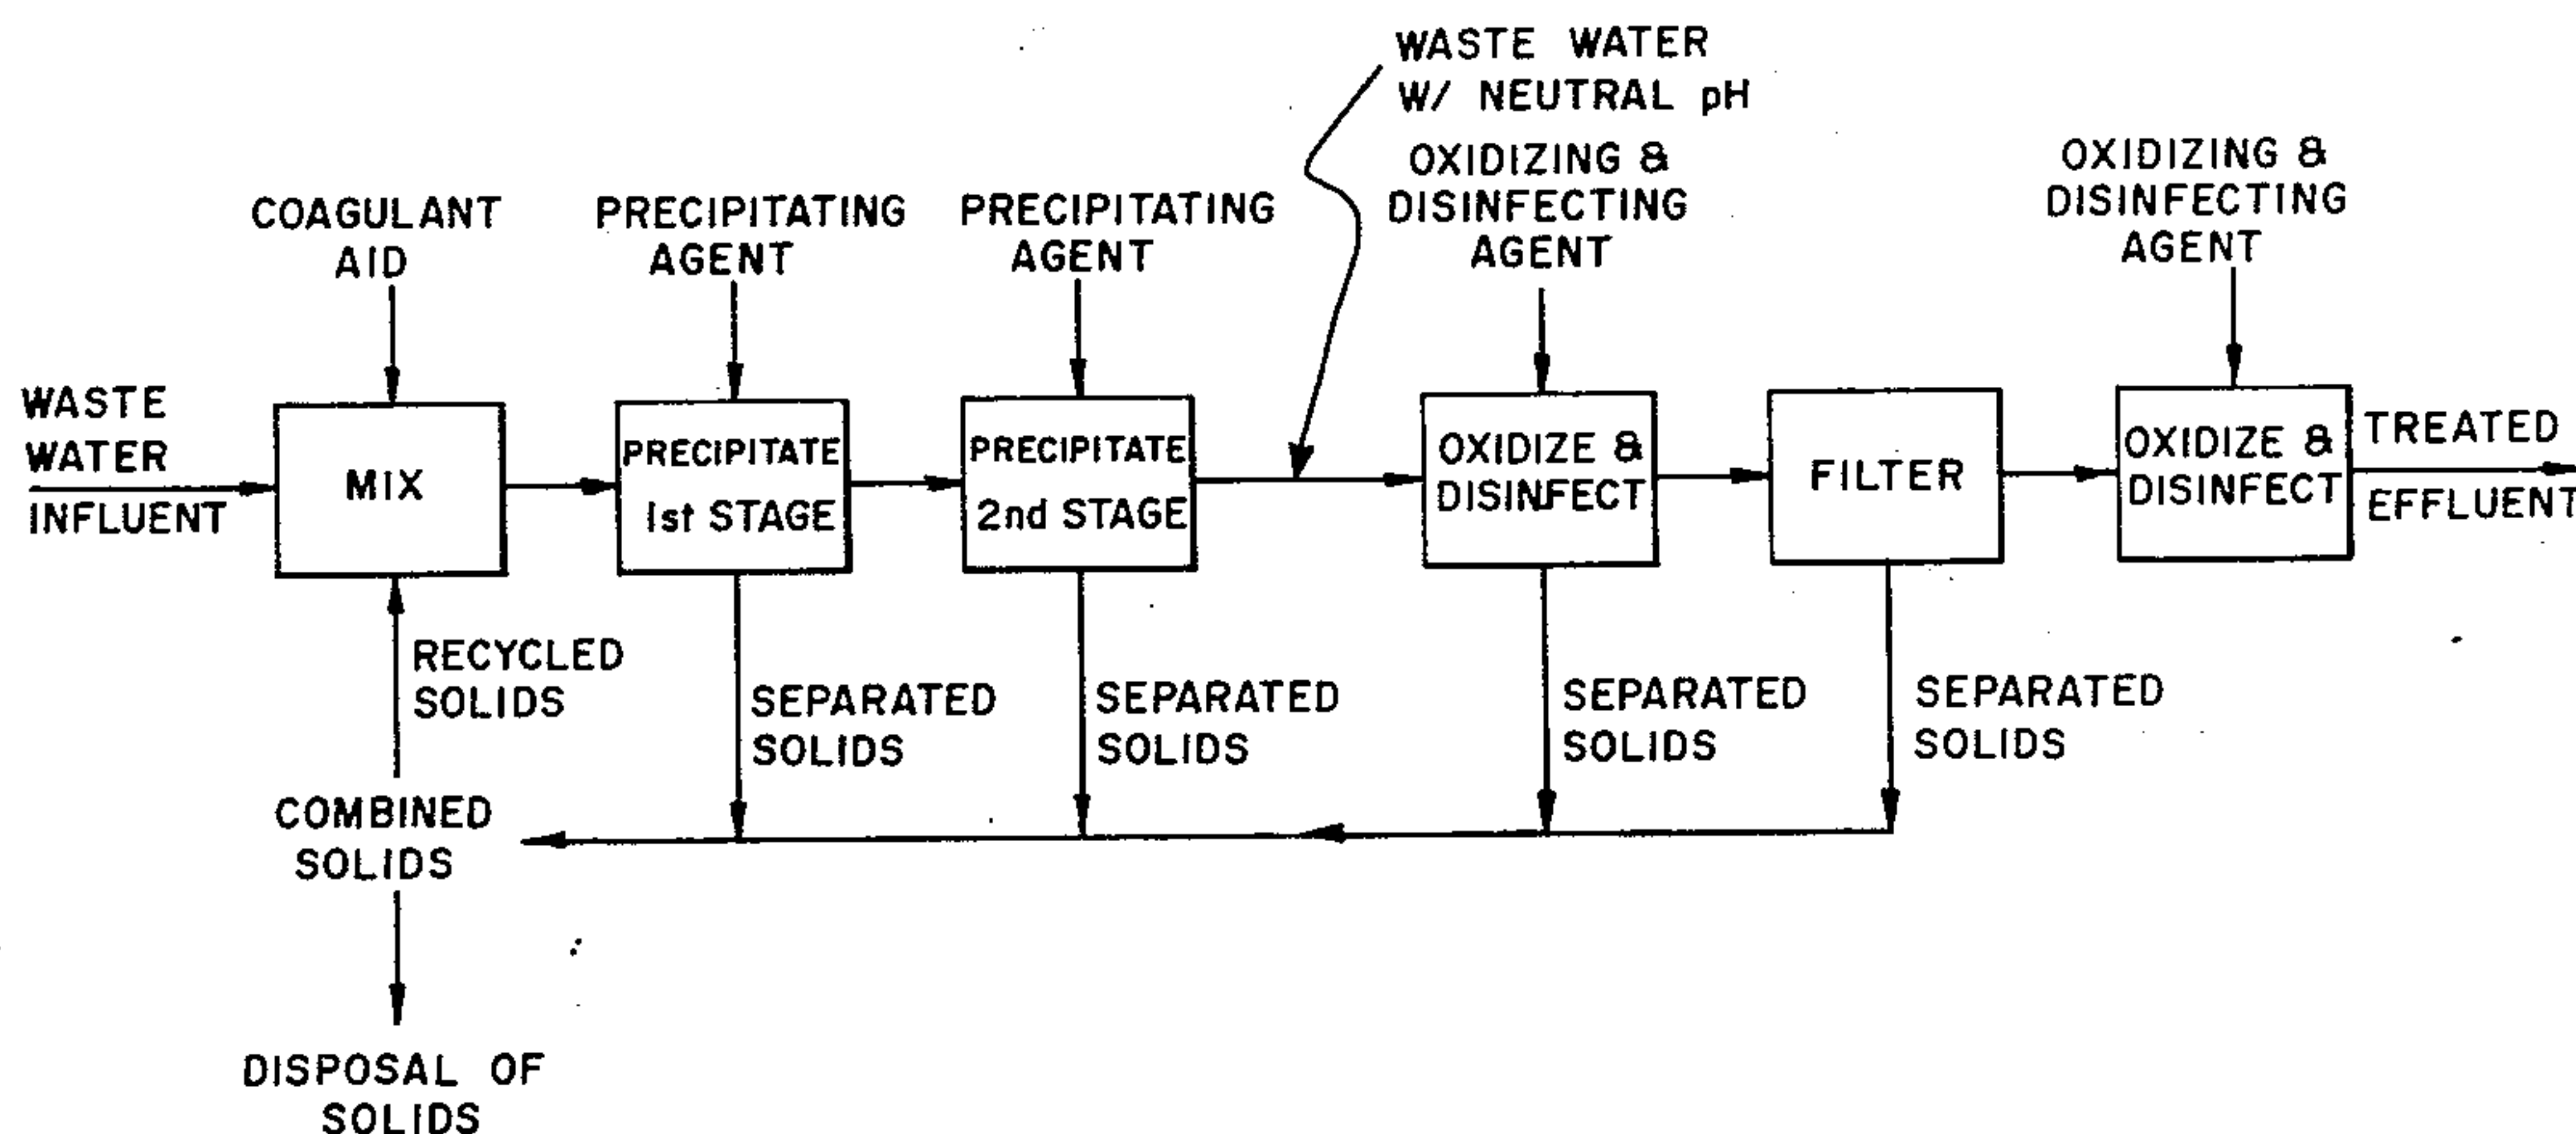 WASTE WATER
W/ NEUTRAL pH
OXIDIZING &
DISINFECTING
AGENT
OXIDIZING &
DISINFECTING
AGENT
COAGULANT
AID
PRECIPITATING
AGENT
PRECIPITATING
AGENT
WASTE
WATER
INFLUENT
MIX
PRECIPITATE
1st STAGE
PRECIPITATE
2nd STAGE
OXIDIZE &
DISINFECT
FILTER
OXIDIZE &
DISINFECT
TREATED
EFFLUENT
RECYCLED
SOLIDS
SEPARATED
SOLIDS
SEPARATED
SOLIDS
SEPARATED
SOLIDS
SEPARATED
SOLIDS
COMBINED
SOLIDS
DISPOSAL OF
SOLIDS